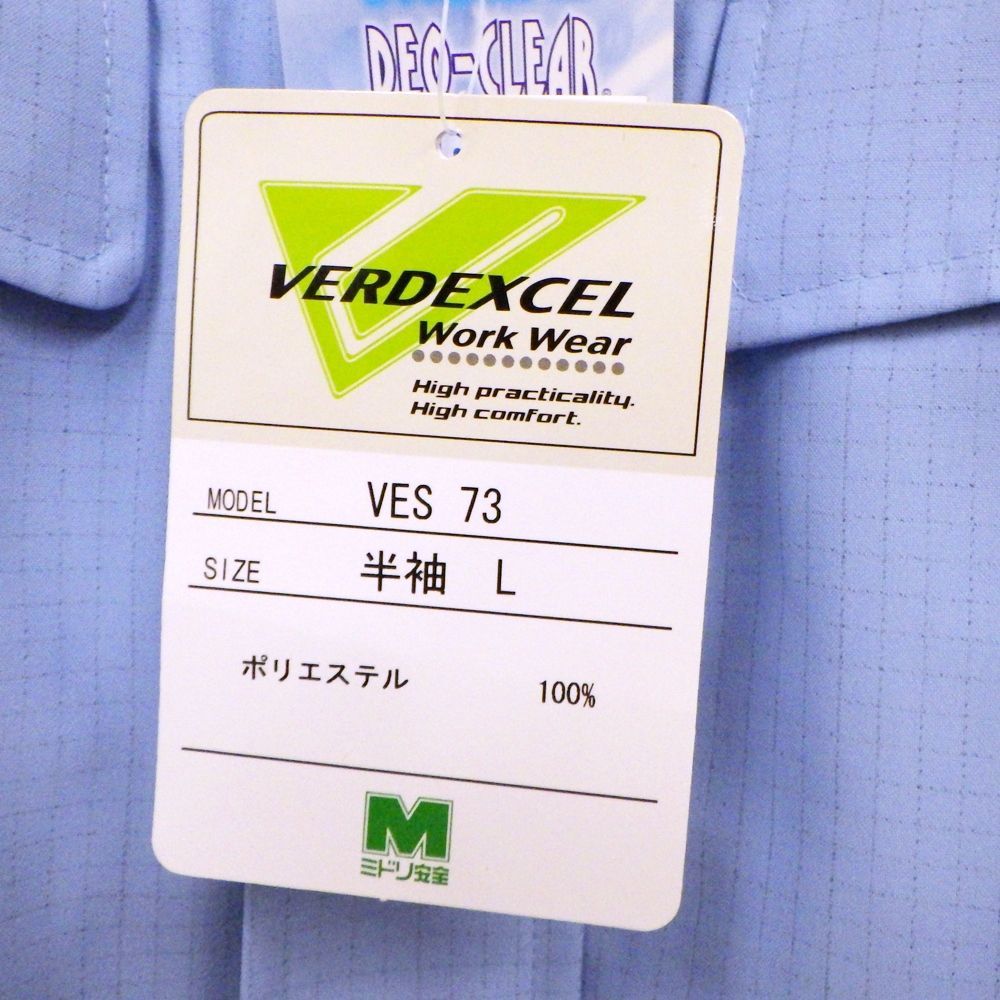 DEO-CLEAR
VERDEXCEL
Work Wear
High practicality.
High comfort.
MODEL VES 73
SIZE 半袖 L
ポリエステル 100%
M
ミドリ安全